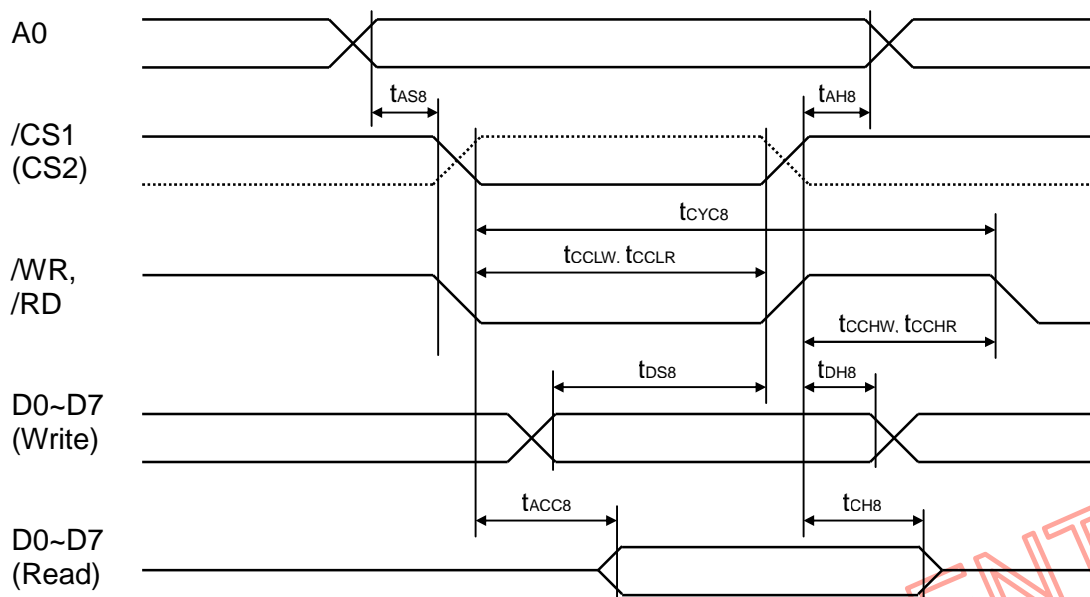 A0
tAS8
tAH8
/CS1
(CS2)
tCYC8
/WR,
/RD
tCCLW. tCCLR
tCCHW. tCCHR
tDS8
tDH8
D0~D7
(Write)
tACC8
tCH8
D0~D7
(Read)
ENT